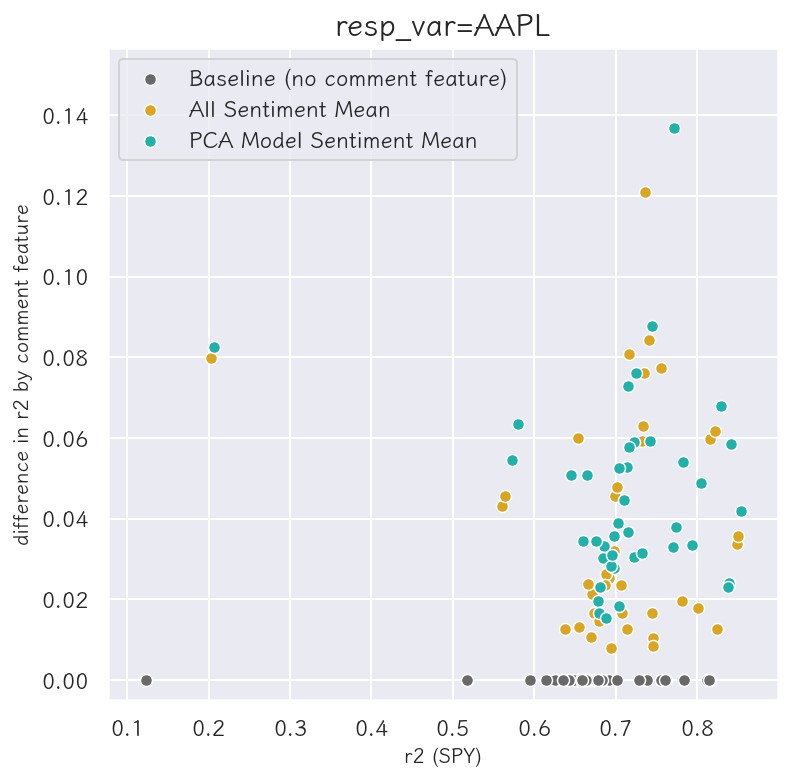 resp_var=AAPL
Baseline (no comment feature)
All Sentiment Mean
PCA Model Sentiment Mean
difference in r2 by comment feature
0.14
0.12
0.10
0.08
0.06
0.04
0.02
0.00
0.1 0.2 0.3 0.4 0.5 0.6 0.7 0.8
r2 (SPY)